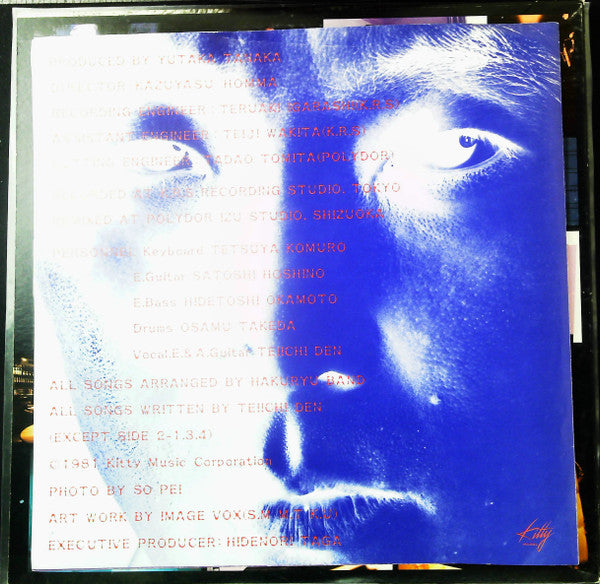 PRODUCED BY YUTAKA TANAKA
DIRECTOR KAZUYASU HOMMA
RECORDING ENGINEER: TERUAKI IGARASHI(K.R.S)
ASSISTANT ENGINEER: TEIJI WAKITA(K.R.S)
CUTTING ENGINEER: TADAO TOMITA(POLYDOR)
RECORDED AT K.R.S RECORDING STUDIO, TOKYO
REMIXED AT POLYDOR IZU STUDIO, SHIZUOKA
PERSONNEL Keyboard TETSUYA KOMURO
E.Guitar SATOSHI HOSHINO
E.Bass HIDETOSHI OKAMOTO
Drums OSAMU TAKEDA
Vocal.E.& A.Guitar TEIICHI DEN
ALL SONGS ARRANGED BY HAKURYU BAND
ALL SONGS WRITTEN BY TEIICHI DEN
(EXCEPT SIDE 2-1.3.4)
©1981 Kitty Music Corporation
PHOTO BY SO PEI
ART WORK BY IMAGE VOX(S.M.M.T.K.U)
EXECUTIVE PRODUCER: HIDENORI TAGA
Kitty